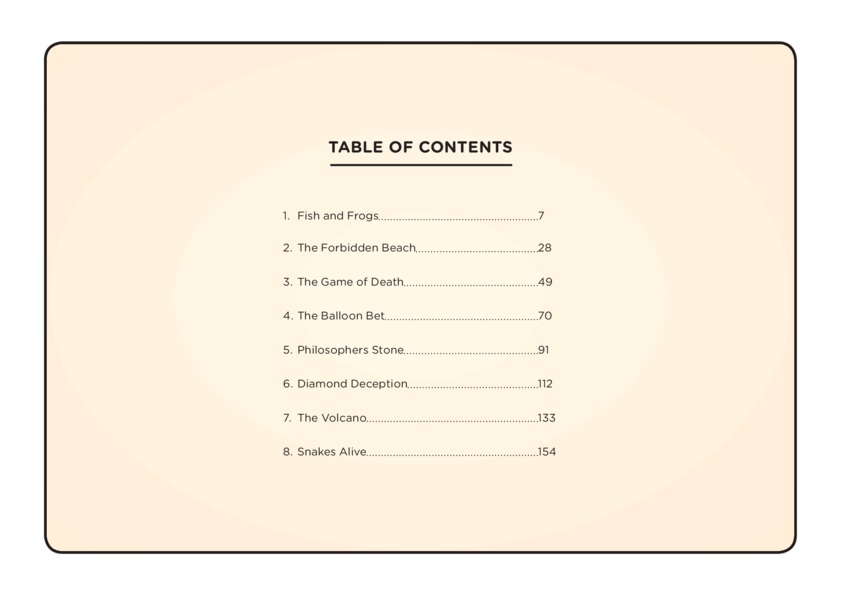 TABLE OF CONTENTS
1. Fish and Frogs........................................................7
2. The Forbidden Beach..........................................28
3. The Game of Death..............................................49
4. The Balloon Bet.....................................................70
5. Philosophers Stone..............................................91
6. Diamond Deception.............................................112
7. The Volcano...........................................................133
8. Snakes Alive...........................................................154